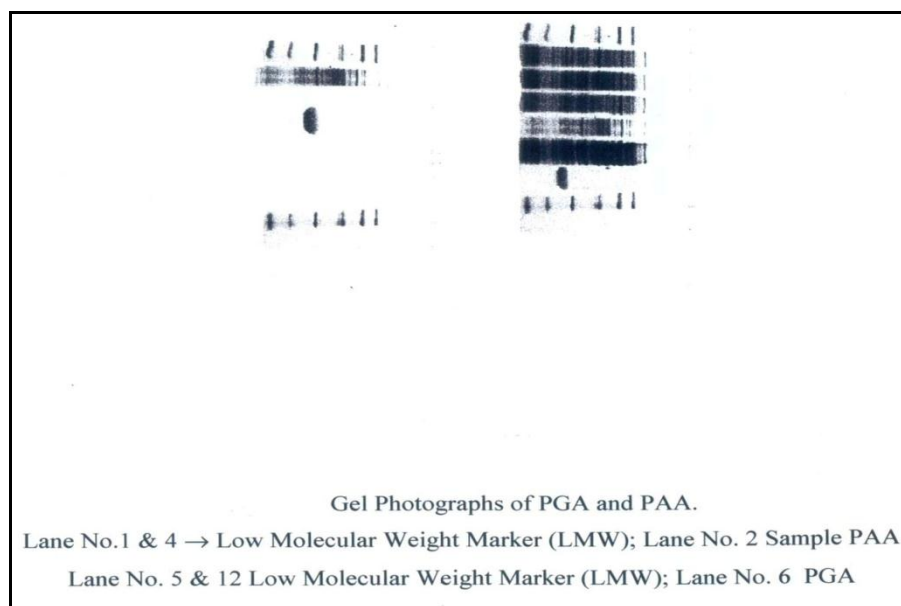 Gel Photographs of PGA and PAA.
Lane No.1 & 4 → Low Molecular Weight Marker (LMW); Lane No. 2 Sample PAA
Lane No. 5 & 12 Low Molecular Weight Marker (LMW); Lane No. 6 PGA